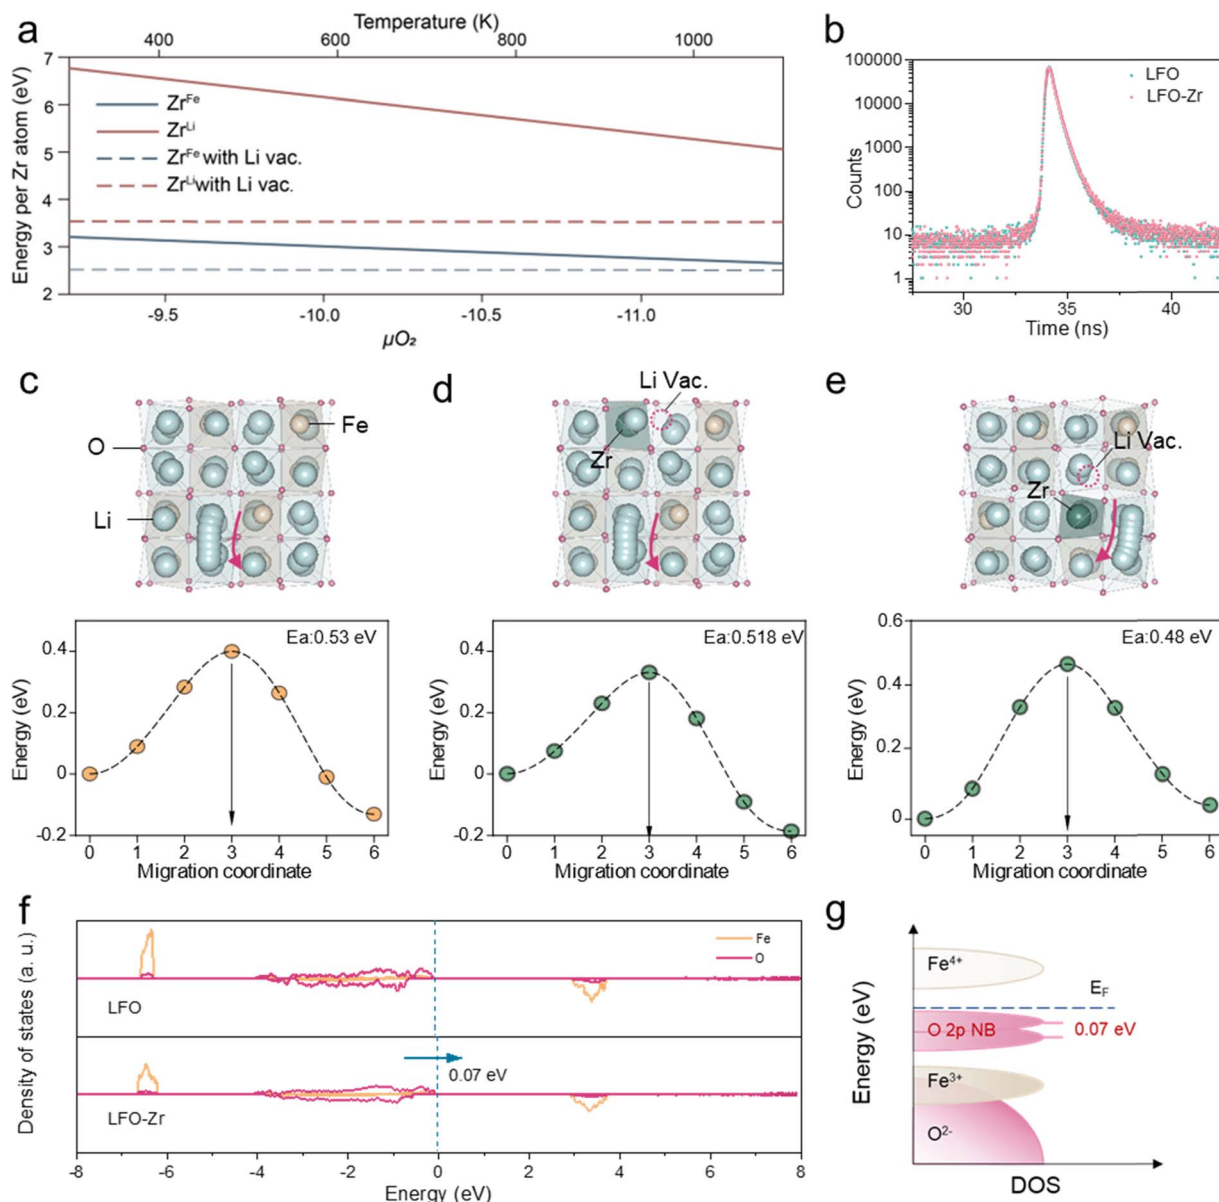 a
Temperature (K)
400 600 800 1000
7
6
5
4
3
2
Energy per Zr atom (eV)
Zr^Fe
Zr^Li
Zr^Fe with Li vac.
Zr^Li with Li vac.
-9.5 -10.0 -10.5 -11.0
μO₂
b
100000
10000
1000
100
10
1
Counts
LFO
LFO-Zr
30 35 40
Time (ns)
c
Fe
O
Li
d
Li Vac.
Zr
e
Li Vac.
Zr
Ea:0.53 eV
0.4
0.2
0
-0.2
Energy (eV)
0 1 2 3 4 5 6
Migration coordinate
Ea:0.518 eV
0.4
0.2
0
-0.2
Energy (eV)
0 1 2 3 4 5 6
Migration coordinate
Ea:0.48 eV
0.6
0.4
0.2
0
Energy (eV)
0 1 2 3 4 5 6
Migration coordinate
f
Density of states (a. u.)
Fe
O
LFO
0.07 eV
LFO-Zr
-8 -6 -4 -2 0 2 4 6 8
Energy (eV)
g
Energy (eV)
Fe⁴⁺
E_F
O 2p NB
0.07 eV
Fe³⁺
O²⁻
DOS